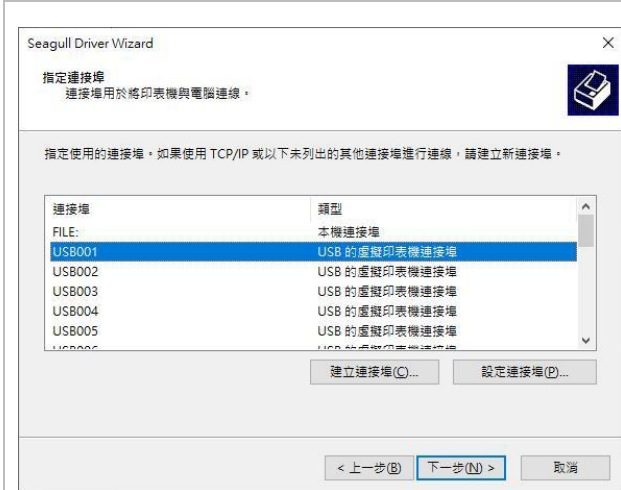 Seagull Driver Wizard
指定連接埠
連接埠用於將印表機與電腦連線。
指定使用的連接埠。如果使用 TCP/IP 或以下未列出的其他連接埠進行連線，請建立新連接埠。
連接埠 類型
FILE: 本機連接埠
USB001 USB 的虛擬印表機連接埠
USB002 USB 的虛擬印表機連接埠
USB003 USB 的虛擬印表機連接埠
USB004 USB 的虛擬印表機連接埠
USB005 USB 的虛擬印表機連接埠
建立連接埠(C)... 設定連接埠(P)...
< 上一步(B) 下一步(N) > 取消